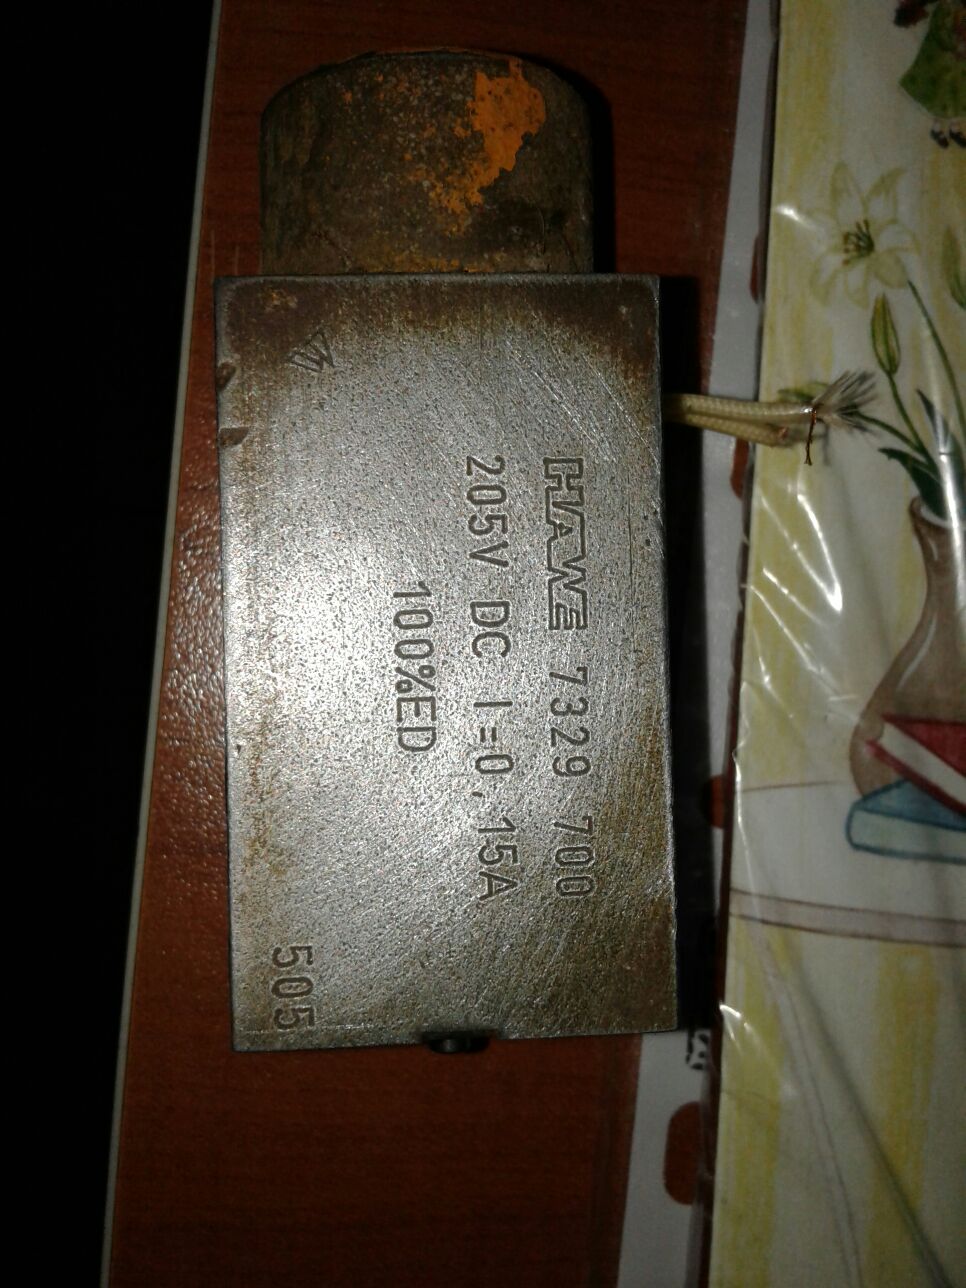 HAWE 7329 700
205V DC I=0,15A
100%ED
505